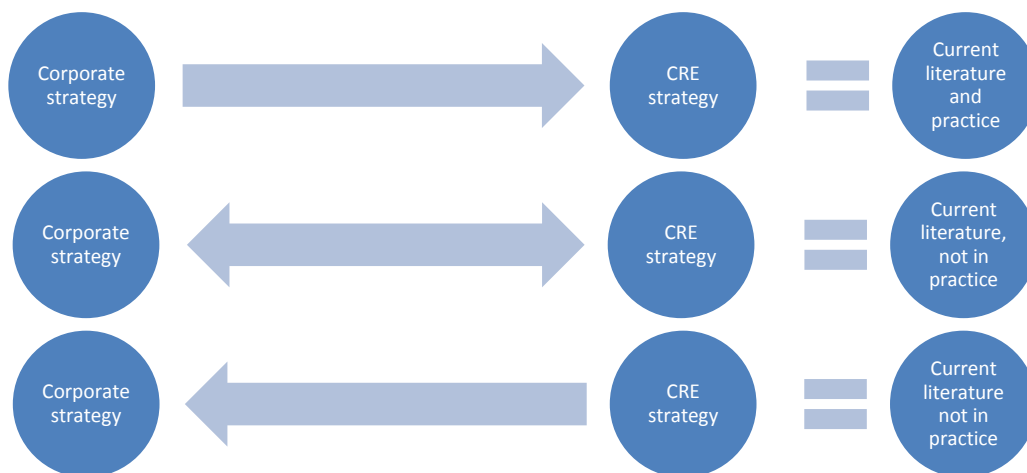 Corporate
strategy
CRE
strategy
Current
literature
and
practice
Corporate
strategy
CRE
strategy
Current
literature,
not in
practice
Corporate
strategy
CRE
strategy
Current
literature
not in
practice